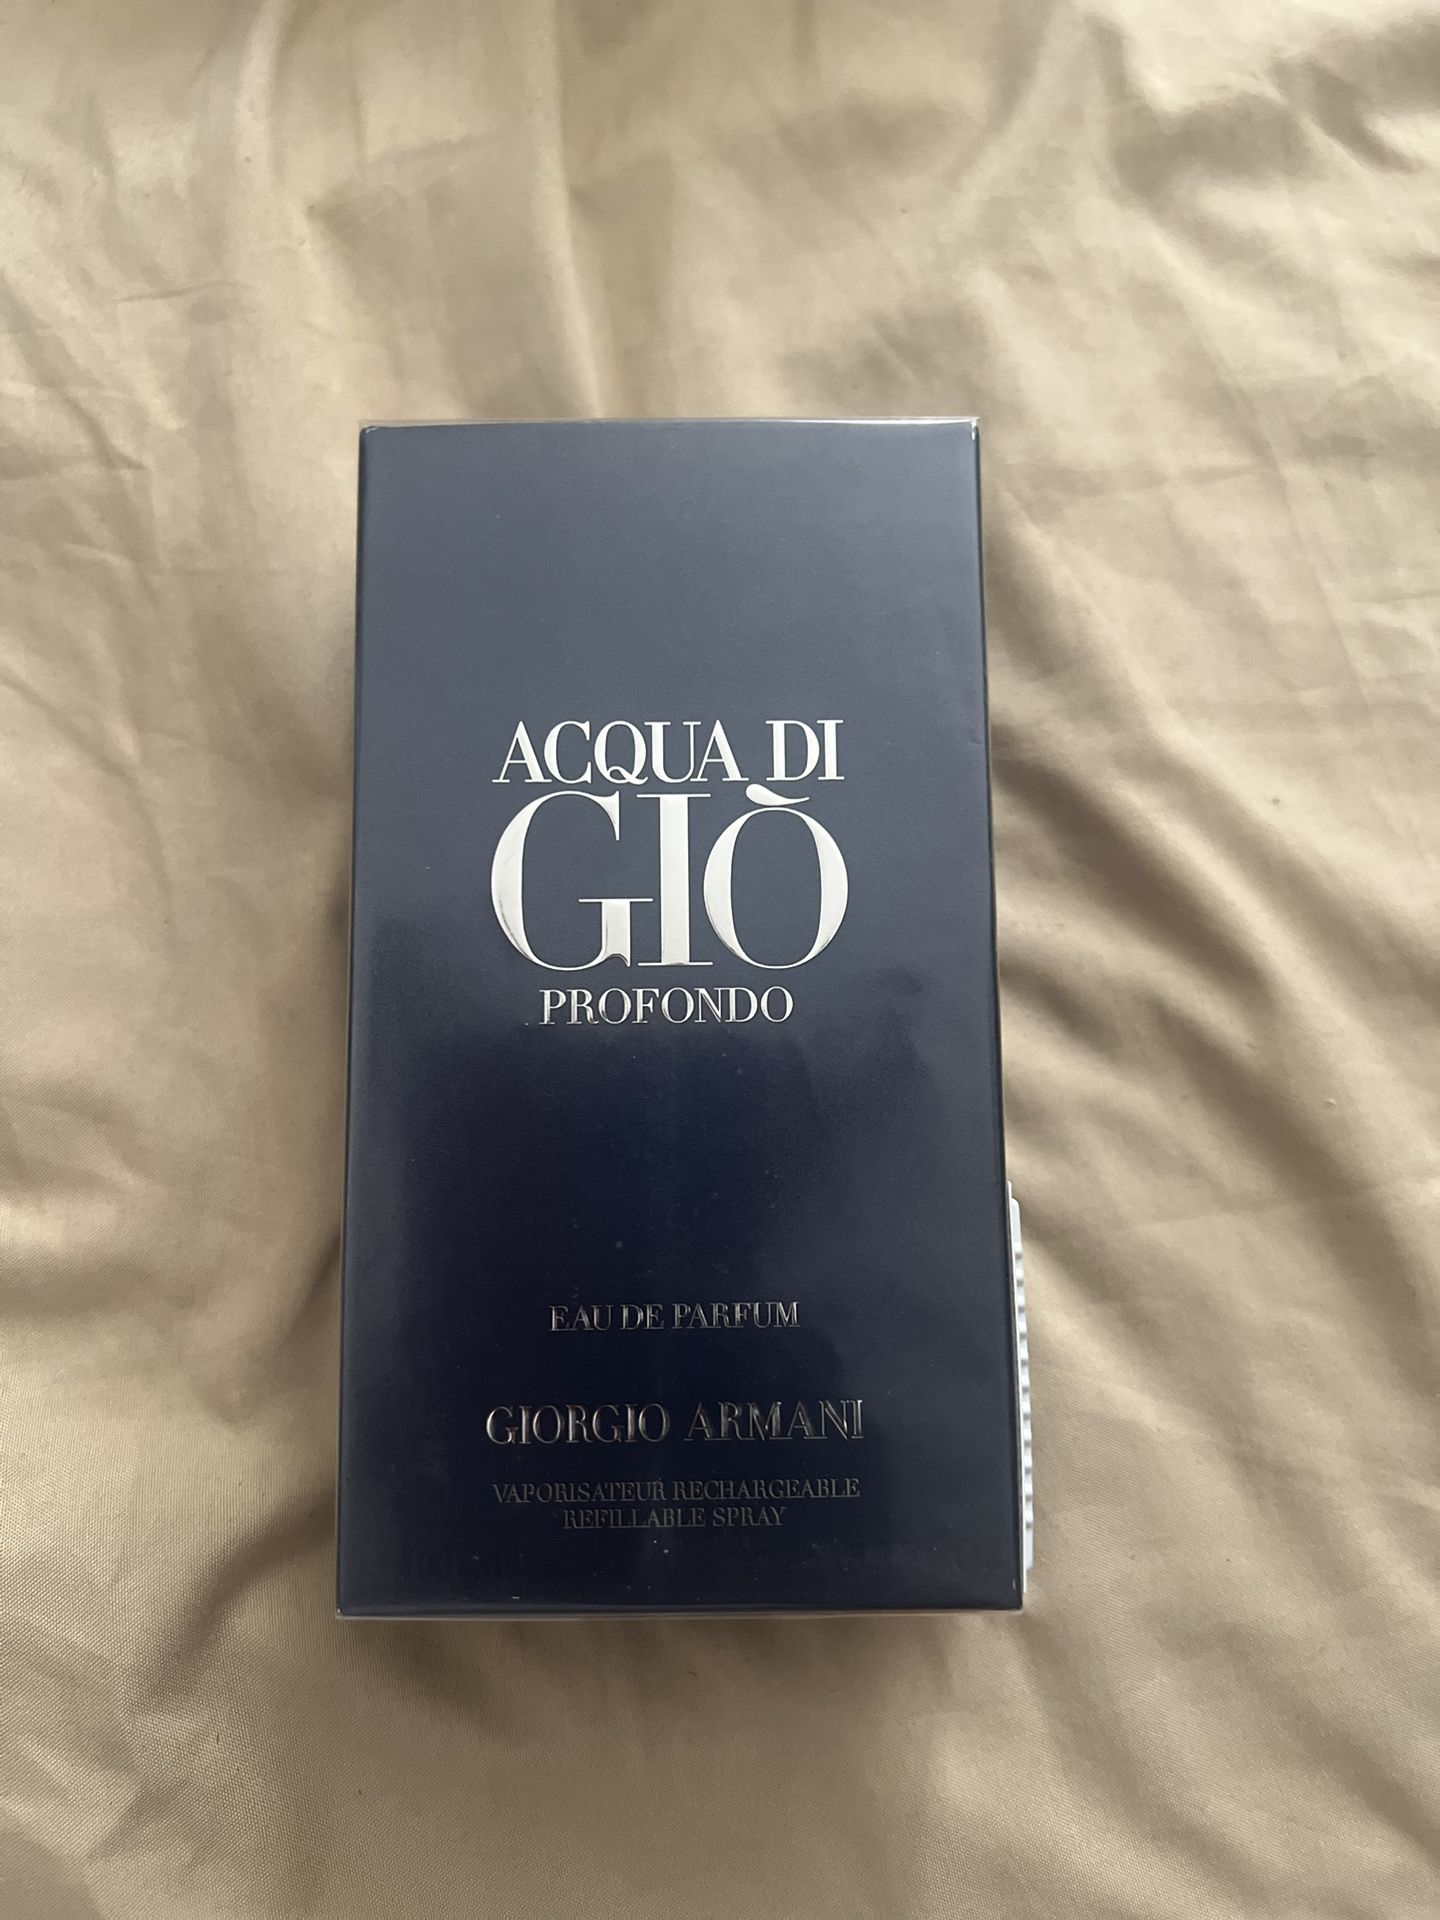 ACQUA DI
GIÒ
PROFONDO
EAU DE PARFUM
GIORGIO ARMANI
VAPORISATEUR RECHARGEABLE
REFILLABLE SPRAY